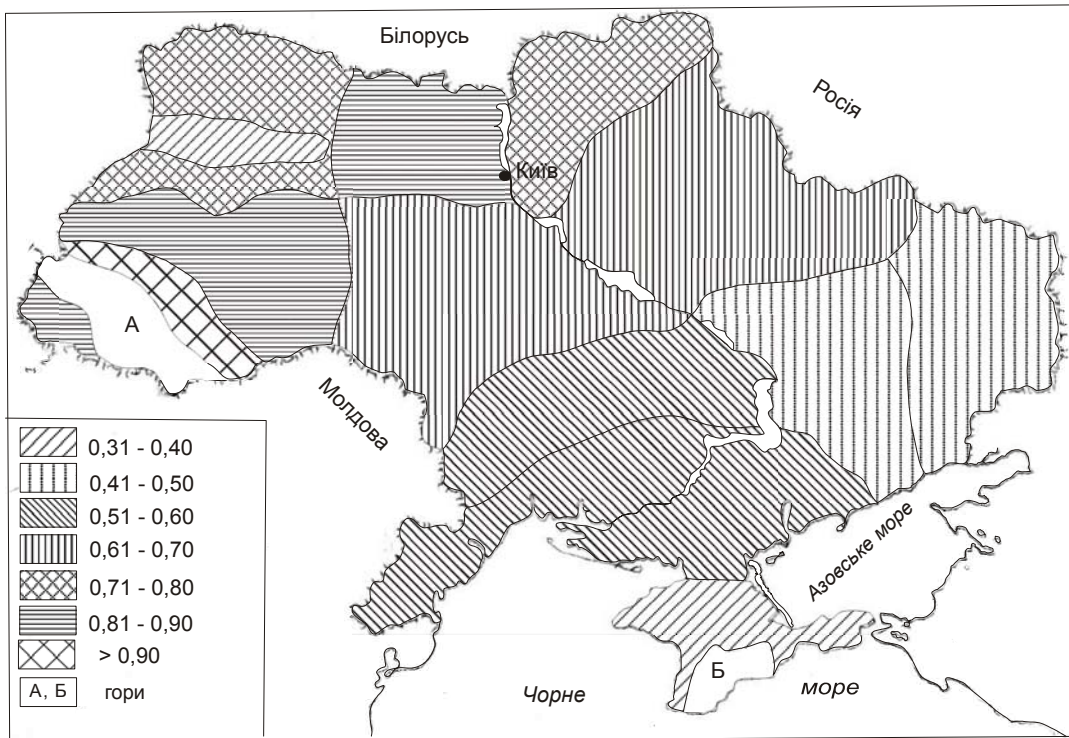 Білорусь
Росія
Київ
А
Молдова
Азовське море
Б
Чорне море
0,31 - 0,40
0,41 - 0,50
0,51 - 0,60
0,61 - 0,70
0,71 - 0,80
0,81 - 0,90
> 0,90
А, Б гори